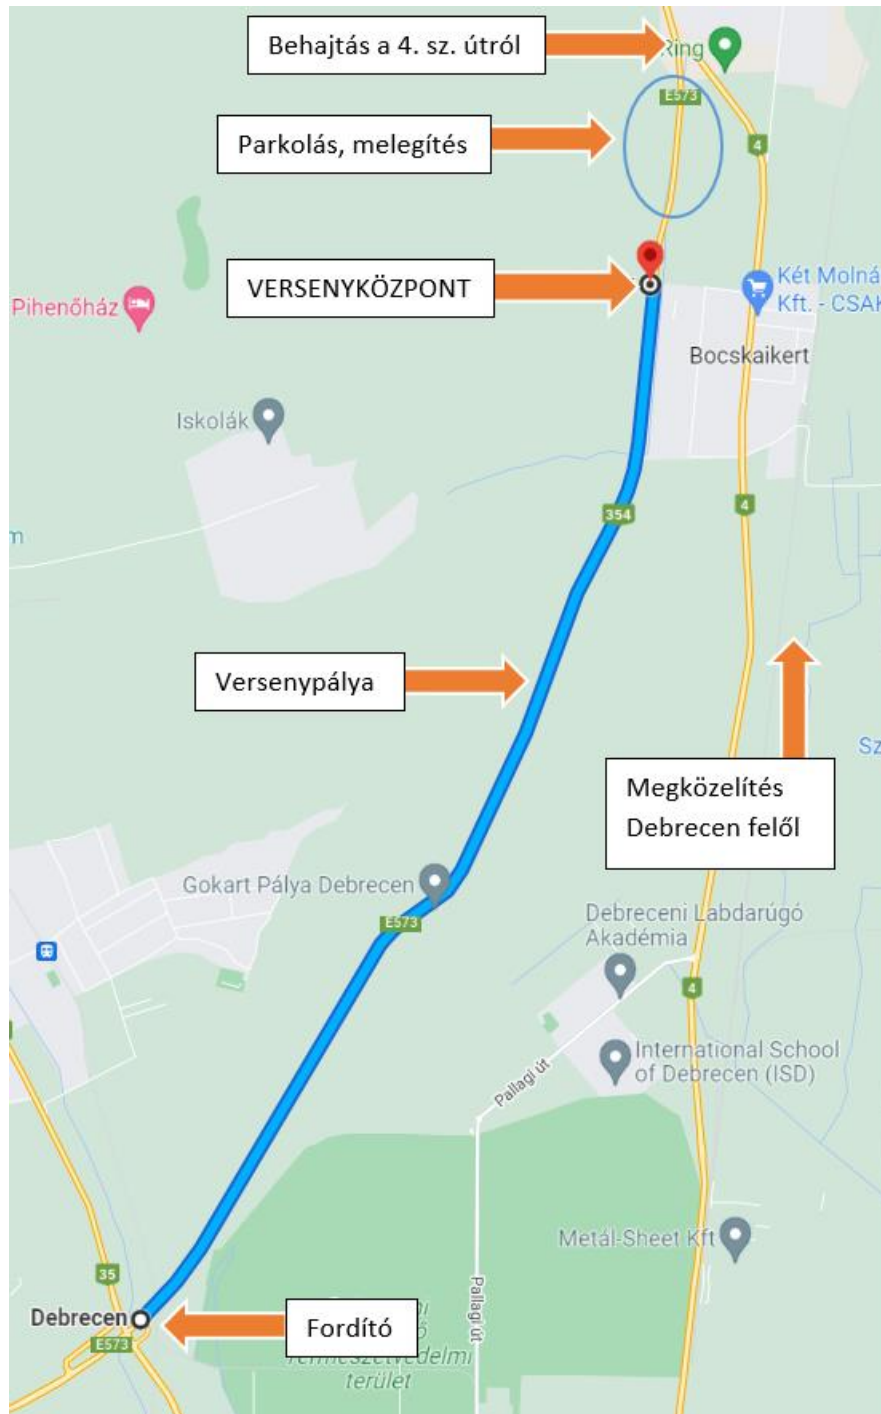 Behajtás a 4. sz. útról
Ring
E573
Parkolás, melegítés
4
VERSENYKÖZPONT
Két Molná
Kft. - CSAK
Pihenőház
Bocskaikert
Iskolák
4
354
m
Versenypálya
Sz
Megközelítés
Debrecen felől
Gokart Pálya Debrecen
E573
Debreceni Labdarúgó
Akadémia
4
International School
of Debrecen (ISD)
Pallagi út
Metál-Sheet Kft
35
Pallagi út
Debrecen
Fordító
E573
Természetvédelmi
terület